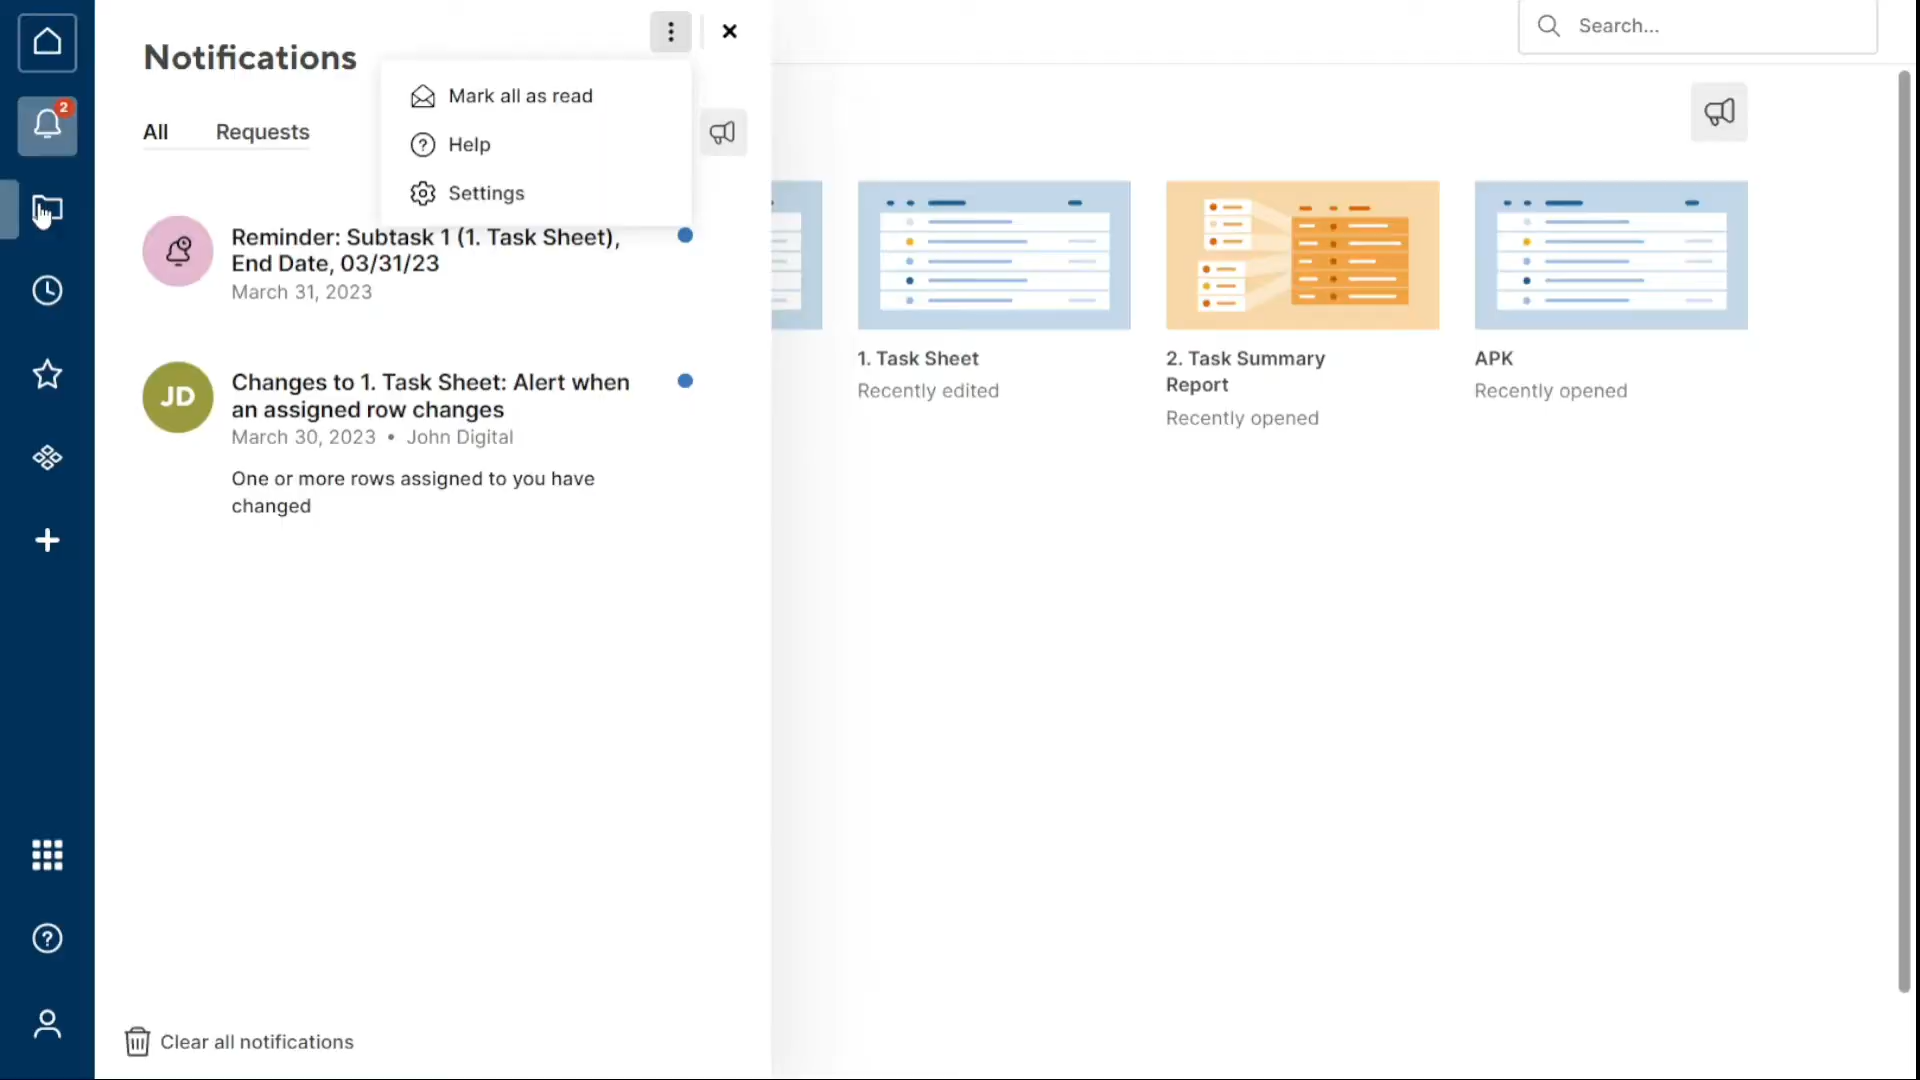 Notifications
Search...
2
Mark all as read
All
Requests
Help
Settings
Reminder: Subtask 1 (1. Task Sheet),
End Date, 03/31/23
March 31, 2023
JD
Changes to 1. Task Sheet: Alert when
an assigned row changes
March 30, 2023 • John Digital
One or more rows assigned to you have
changed
1. Task Sheet
Recently edited
2. Task Summary
Report
Recently opened
APK
Recently opened
Clear all notifications